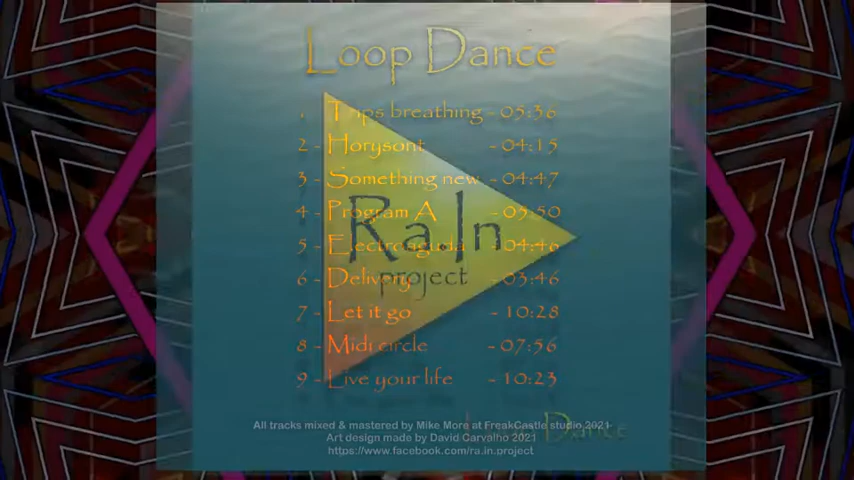 Loop Dance
1 - Trips breathing - 05:36
2 - Horysont - 04:15
3 - Something new - 04:47
4 - Program A - 05:50
Ra.In
5 - Electronguida - 04:46
6 - Delivery - 03:46
project
7 - Let it go - 10:28
8 - Midi circle - 07:56
9 - Live your life - 10:23
All tracks mixed & mastered by Mike More at FreakCastle studio 2021
Dance
Art design made by David Carvalho 2021
https://www.facebook.com/ra.in.project